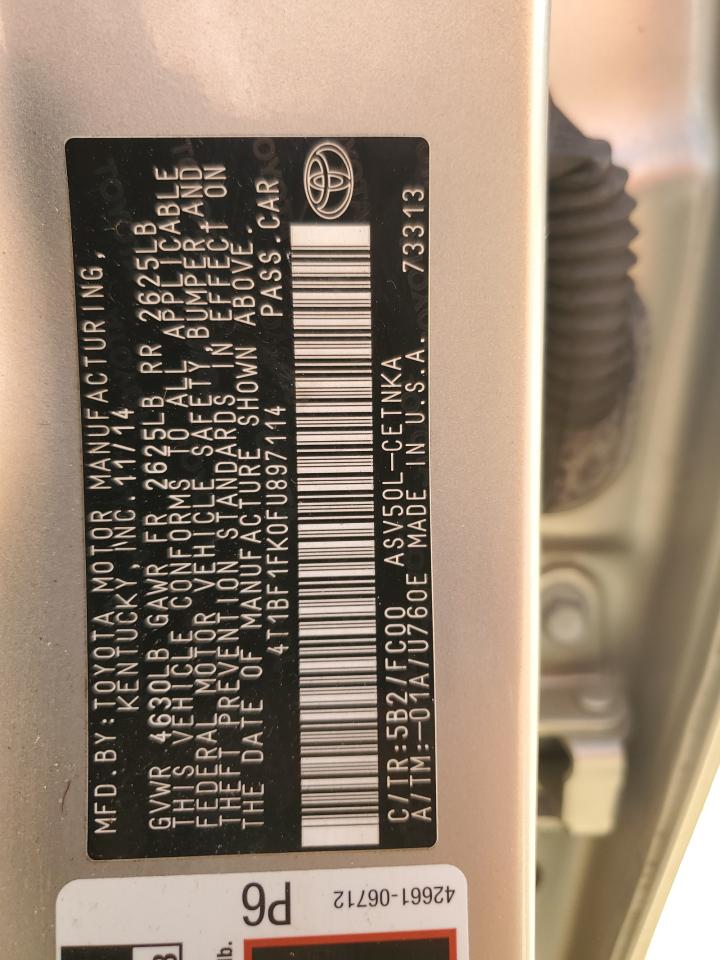 MFD.BY:TOYOTA MOTOR MANUFACTURING,
KENTUCKY, INC. 11/14
GVWR 4630LB GAWR FR 2625LB RR 2625LB
THIS VEHICLE CONFORMS TO ALL APPLICABLE
FEDERAL MOTOR VEHICLE SAFETY, BUMPER AND
THEFT PREVENTION STANDARDS IN EFFECT ON
THE DATE OF MANUFACTURE SHOWN ABOVE.
4T1BF1FK0FU897114 PASS.CAR
C/TR:5B2/FC00 ASV50L-CETNKA
A/TM:-01A/U760E MADE IN U.S.A. 73313
42661-06712
P6
lb.